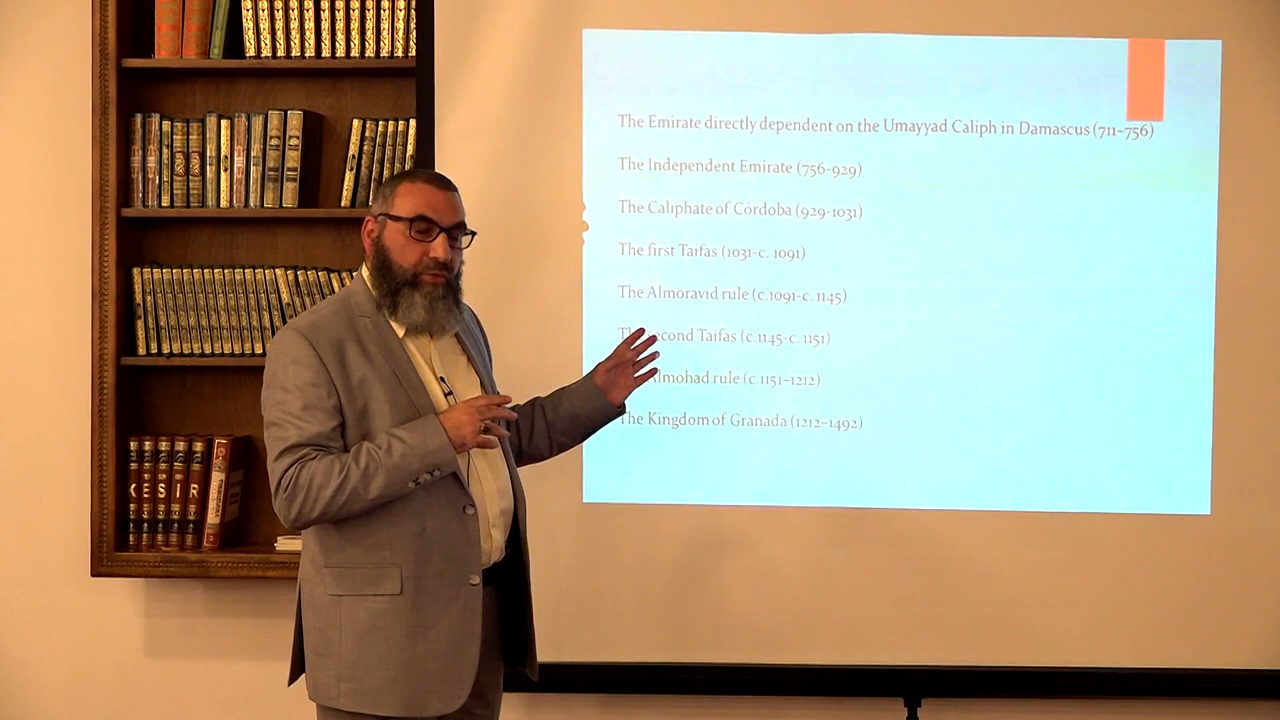 The Emirate directly dependent on the Umayyad Caliph in Damascus (711–756)
The Independent Emirate (756-929)
The Caliphate of Córdoba (929-1031)
The first Taifas (1031-c. 1091)
The Almoravid rule (c.1091-c. 1145)
second Taifas (c.1145-c. 1151)
Almohad rule (c.1151–1212)
The Kingdom of Granada (1212–1492)
KESIR